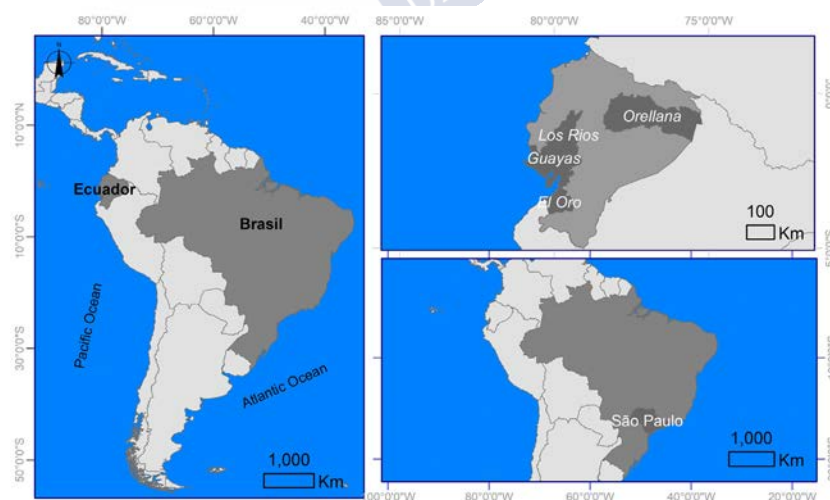 80°0'0"W
60°0'0"W
40°0'0"W
85°0'0"W
80°0'0"W
75°0'0"W
N
10°0'0"N
10°0'0"S
30°0'0"S
50°0'0"S
Ecuador
Brasil
Pacific Ocean
Atlantic Ocean
1,000
Km
Orellana
Los Rios
Guayas
El Oro
100
Km
São Paulo
1,000
Km
80°0'0"W
60°0'0"W
40°0'0"W
20°0'0"W